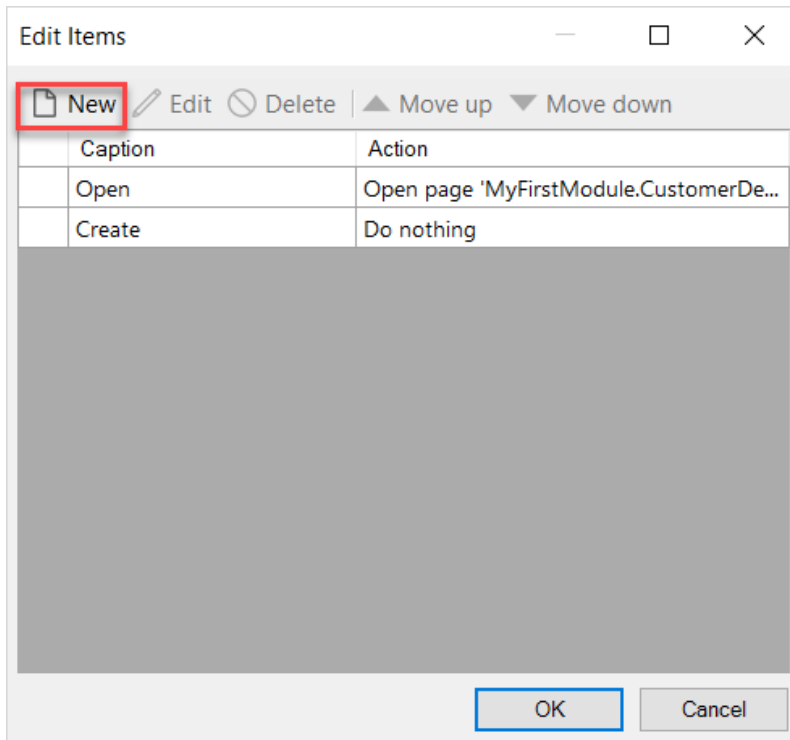 Edit Items
New Edit Delete Move up Move down
Caption Action
Open Open page 'MyFirstModule.CustomerDe...
Create Do nothing
OK Cancel